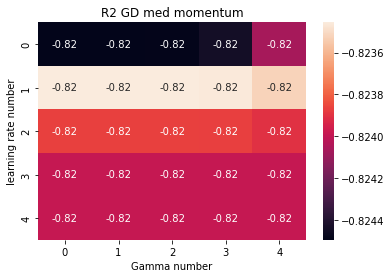 R2 GD med momentum
learning rate number
0 -0.82 -0.82 -0.82 -0.82 -0.82
1 -0.82 -0.82 -0.82 -0.82 -0.82
2 -0.82 -0.82 -0.82 -0.82 -0.82
3 -0.82 -0.82 -0.82 -0.82 -0.82
4 -0.82 -0.82 -0.82 -0.82 -0.82
0 1 2 3 4
Gamma number
-0.8236
-0.8238
-0.8240
-0.8242
-0.8244